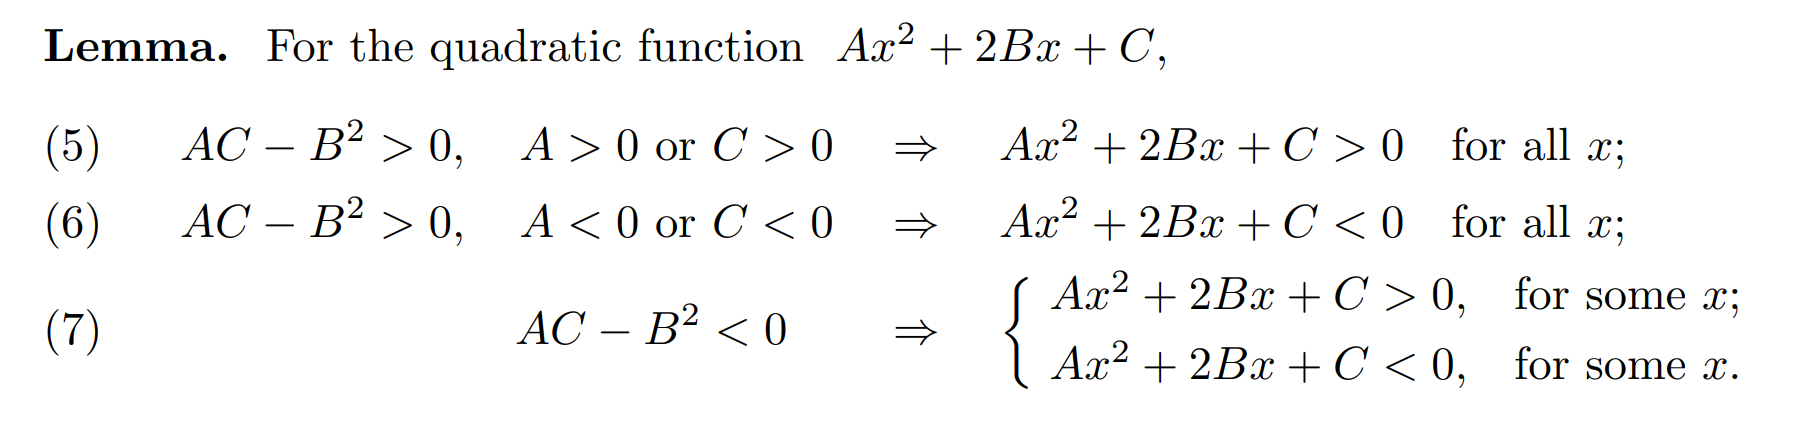 Lemma. For the quadratic function Ax² + 2Bx + C,
(5) AC − B² > 0, A > 0 or C > 0 ⇒ Ax² + 2Bx + C > 0 for all x;
(6) AC − B² > 0, A < 0 or C < 0 ⇒ Ax² + 2Bx + C < 0 for all x;
(7) AC − B² < 0 ⇒ { Ax² + 2Bx + C > 0, for some x;
Ax² + 2Bx + C < 0, for some x.